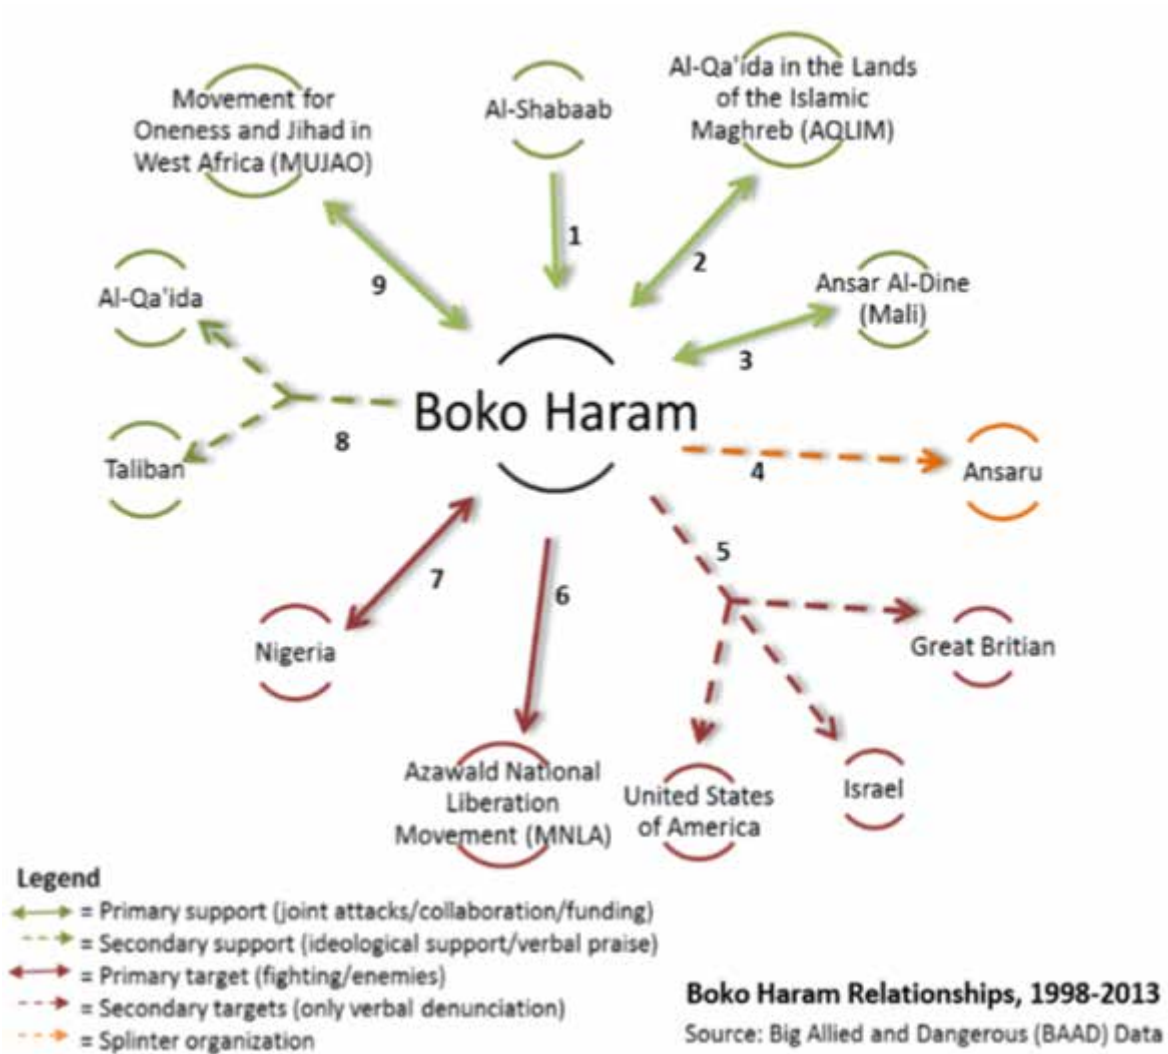 Movement for
Oneness and Jihad in
West Africa (MUJAO)
Al-Shabaab
Al-Qa'ida in the Lands
of the Islamic
Maghreb (AQLIM)
1
2
9
Al-Qa'ida
Ansar Al-Dine
(Mali)
3
Boko Haram
8
Taliban
4
Ansaru
5
7
6
Nigeria
Great Britian
Azawald National
Liberation
Movement (MNLA)
United States
of America
Israel
Legend
= Primary support (joint attacks/collaboration/funding)
= Secondary support (ideological support/verbal praise)
= Primary target (fighting/enemies)
= Secondary targets (only verbal denunciation)
= Splinter organization
Boko Haram Relationships, 1998-2013
Source: Big Allied and Dangerous (BAAD) Data